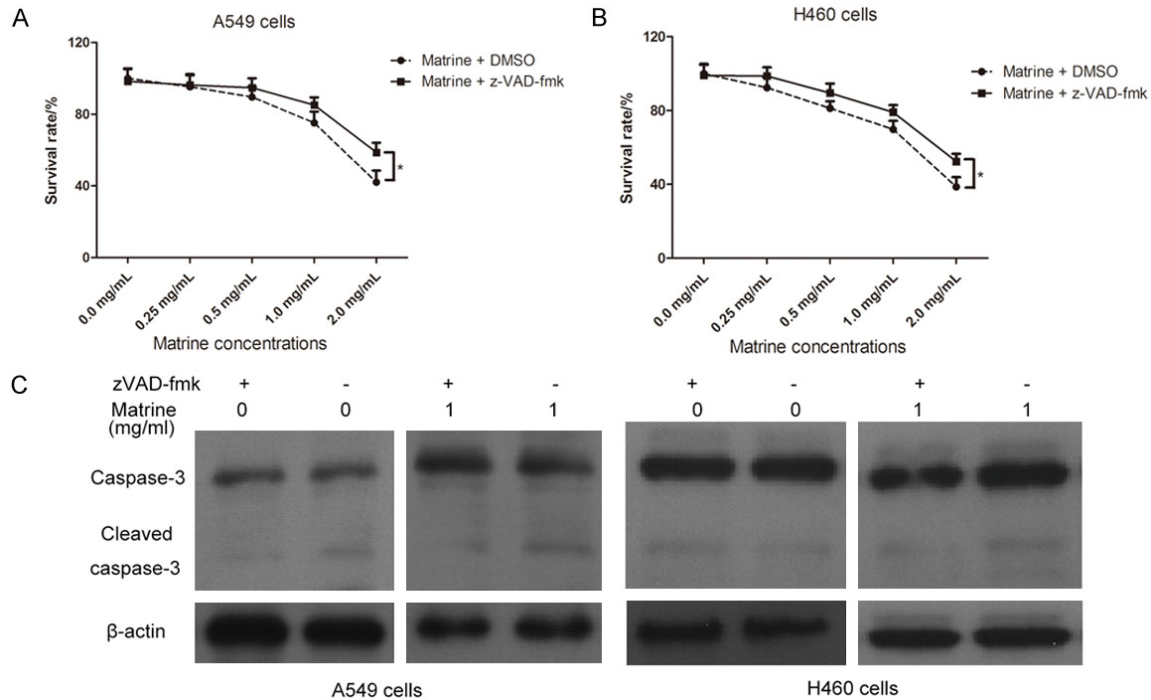 A
A549 cells
Survival rate/%
120
80
40
0
Matrine + DMSO
Matrine + z-VAD-fmk
*
0.0 mg/mL
0.25 mg/mL
0.5 mg/mL
1.0 mg/mL
2.0 mg/mL
Matrine concentrations
B
H460 cells
Survival rate/%
120
80
40
0
Matrine + DMSO
Matrine + z-VAD-fmk
*
0.0 mg/mL
0.25 mg/mL
0.5 mg/mL
1.0 mg/mL
2.0 mg/mL
Matrine concentrations
C
zVAD-fmk + - + - + - + -
Matrine 0 0 1 1 0 0 1 1
(mg/ml)
Caspase-3
Cleaved
caspase-3
β-actin
A549 cells
H460 cells